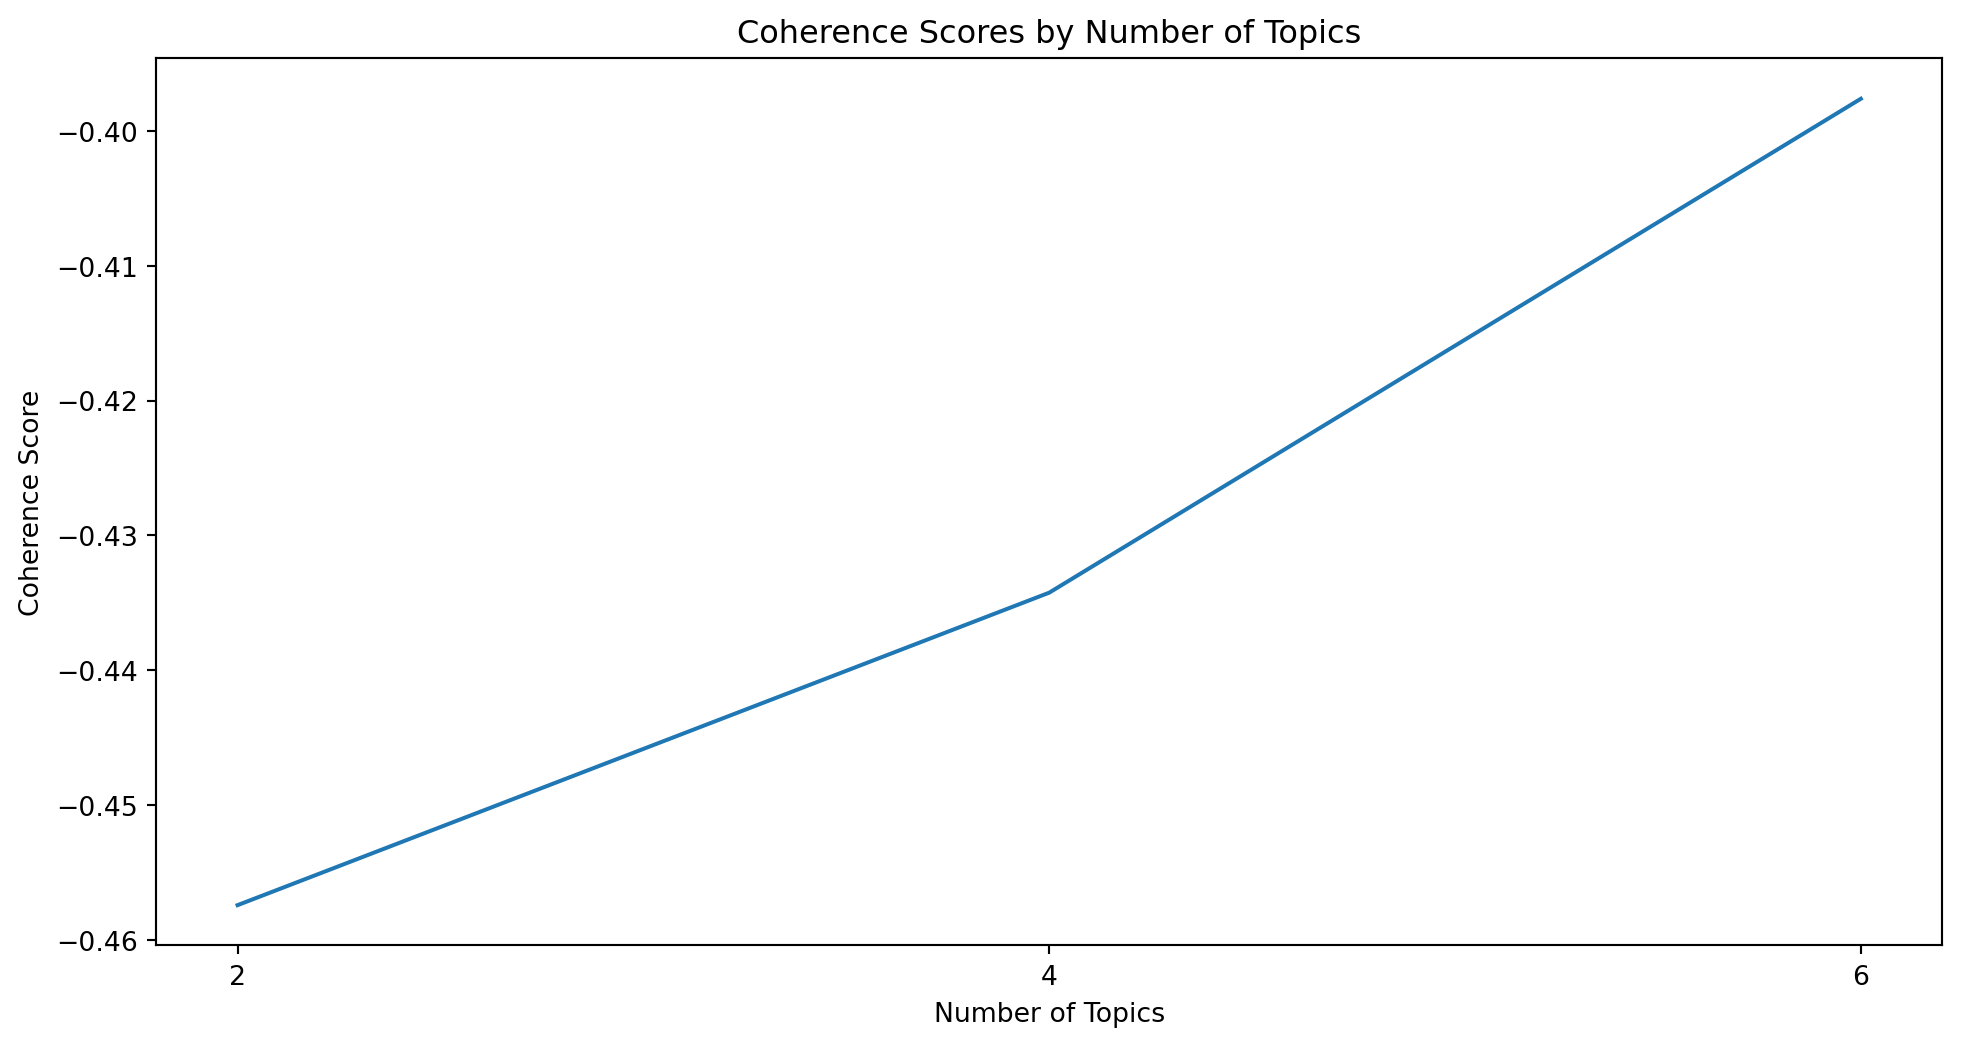 Coherence Scores by Number of Topics
−0.40
−0.41
−0.42
−0.43
−0.44
−0.45
−0.46
Coherence Score
2 4 6
Number of Topics